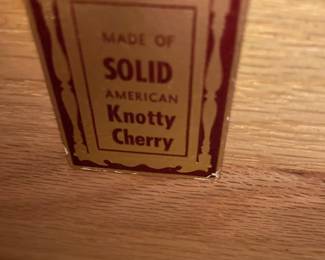 MADE OF
SOLID
AMERICAN
Knotty
Cherry